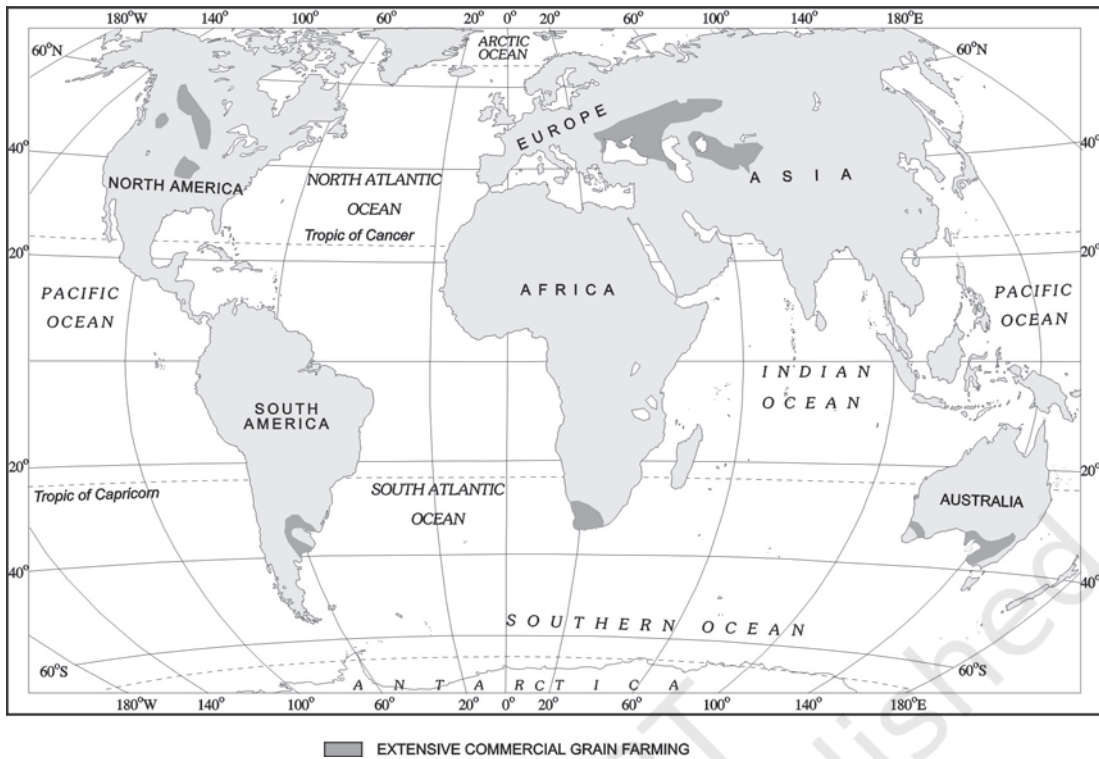 180°W 140° 100° 60° 20° 0° 20° 60° 100° 140° 180°E
ARCTIC
OCEAN
60°N
60°N
EUROPE
40°
40°
ASIA
NORTH AMERICA
NORTH ATLANTIC
OCEAN
Tropic of Cancer
20°
20°
PACIFIC
OCEAN
AFRICA
PACIFIC
OCEAN
INDIAN
OCEAN
SOUTH
AMERICA
20°
20°
Tropic of Capricorn
SOUTH ATLANTIC
OCEAN
AUSTRALIA
40°
40°
SOUTHERN OCEAN
60°S
60°S
ANTARCTICA
180°W 140° 100° 60° 20° 0° 20° 60° 100° 140° 180°E
EXTENSIVE COMMERCIAL GRAIN FARMING